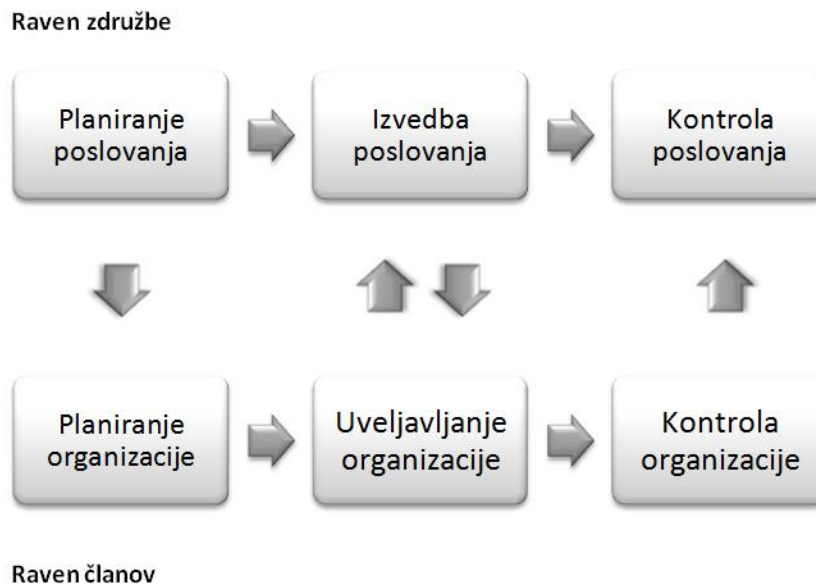 Raven združbe
Planiranje
poslovanja
Izvedba
poslovanja
Kontrola
poslovanja
Planiranje
organizacije
Uveljavljanje
organizacije
Kontrola
organizacije
Raven članov